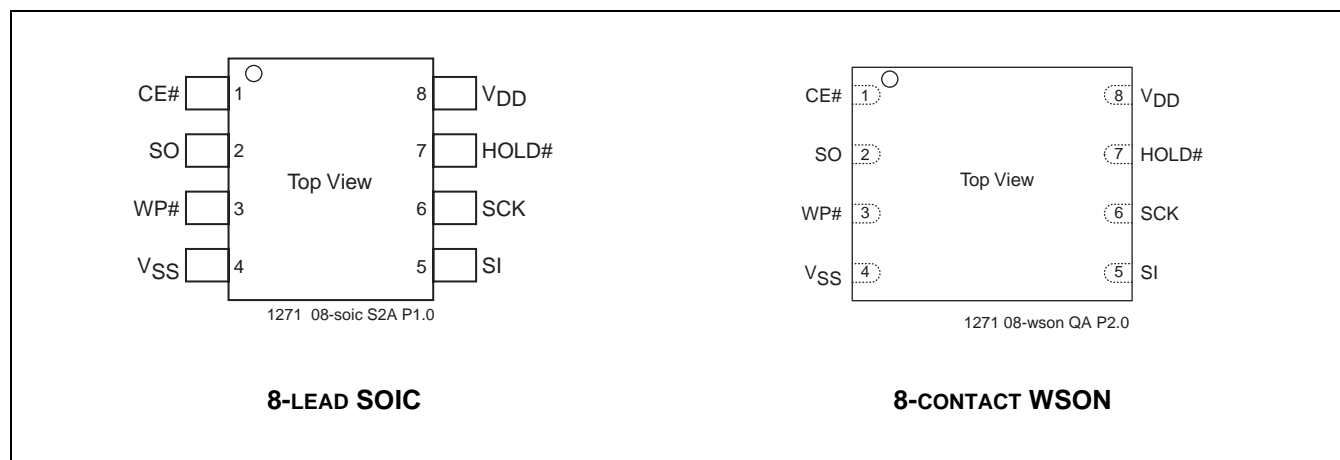 CE# 1 8 VDD
SO 2 7 HOLD#
WP# 3 Top View 6 SCK
VSS 4 5 SI
1271 08-soic S2A P1.0
8-LEAD SOIC
CE# 1 8 VDD
SO 2 7 HOLD#
Top View
WP# 3 6 SCK
VSS 4 5 SI
1271 08-wson QA P2.0
8-CONTACT WSON